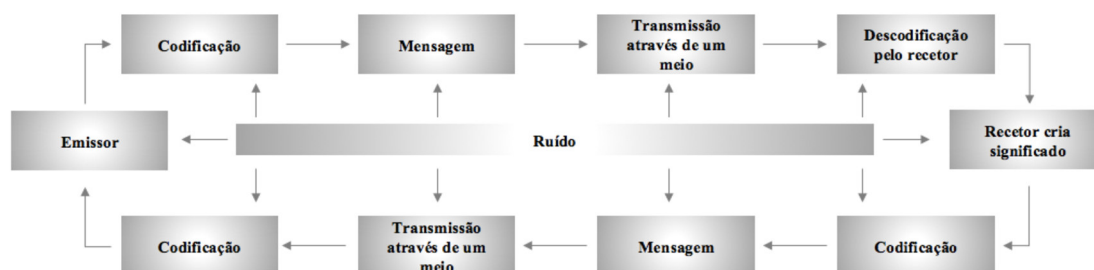 Codificação
Mensagem
Transmissão
através de um
meio
Descodificação
pelo recetor
Emissor
Ruído
Recetor cria
significado
Codificação
Transmissão
através de um
meio
Mensagem
Codificação